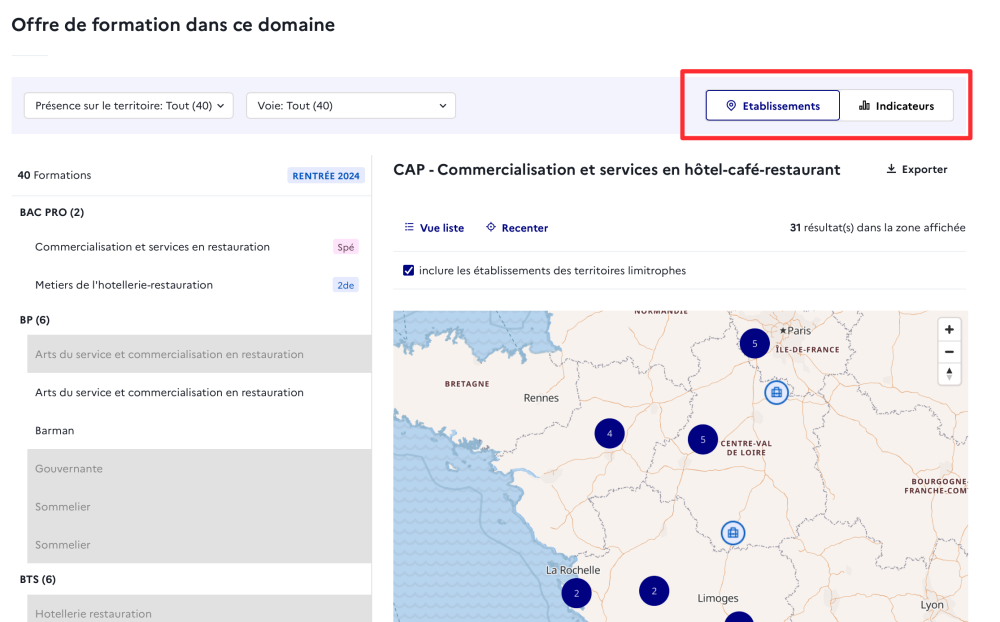 Offre de formation dans ce domaine
Présence sur le territoire: Tout (40)
Voie: Tout (40)
Etablissements
Indicateurs
40 Formations
RENTRÉE 2024
BAC PRO (2)
Commercialisation et services en restauration
Spé
Metiers de l'hotellerie-restauration
2de
BP (6)
Arts du service et commercialisation en restauration
Arts du service et commercialisation en restauration
Barman
Gouvernante
Sommelier
Sommelier
BTS (6)
Hotellerie restauration
CAP - Commercialisation et services en hôtel-café-restaurant
Exporter
Vue liste
Recenter
31 résultat(s) dans la zone affichée
inclure les établissements des territoires limitrophes
NORMANDIE
Paris
5
ÎLE-DE-FRANCE
BRETAGNE
Rennes
4
5
CENTRE-VAL
DE LOIRE
BOURGOGNE-
FRANCHE-COM
La Rochelle
2
2
Limoges
Lyon
+
−